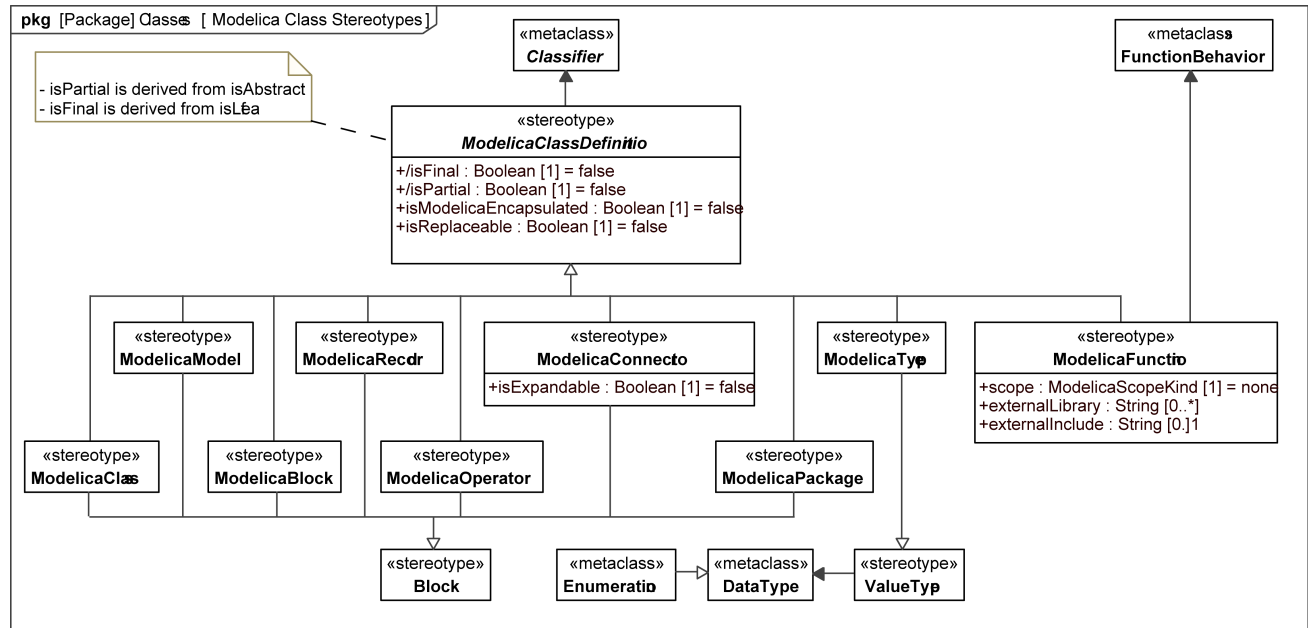 pkg [Package] Classes [ Modelica Class Stereotypes ]
- isPartial is derived from isAbstract
- isFinal is derived from isLeaf
«metaclass»
Classifier
«metaclass»
FunctionBehavior
«stereotype»
ModelicaClassDefinition
+/isFinal : Boolean [1] = false
+/isPartial : Boolean [1] = false
+isModelicaEncapsulated : Boolean [1] = false
+isReplaceable : Boolean [1] = false
«stereotype»
ModelicaModel
«stereotype»
ModelicaRecord
«stereotype»
ModelicaConnector
+isExpandable : Boolean [1] = false
«stereotype»
ModelicaType
«stereotype»
ModelicaFunction
+scope : ModelicaScopeKind [1] = none
+externalLibrary : String [0..*]
+externalInclude : String [0.]1
«stereotype»
ModelicaClass
«stereotype»
ModelicaBlock
«stereotype»
ModelicaOperator
«stereotype»
ModelicaPackage
«stereotype»
Block
«metaclass»
Enumeration
«metaclass»
DataType
«stereotype»
ValueType